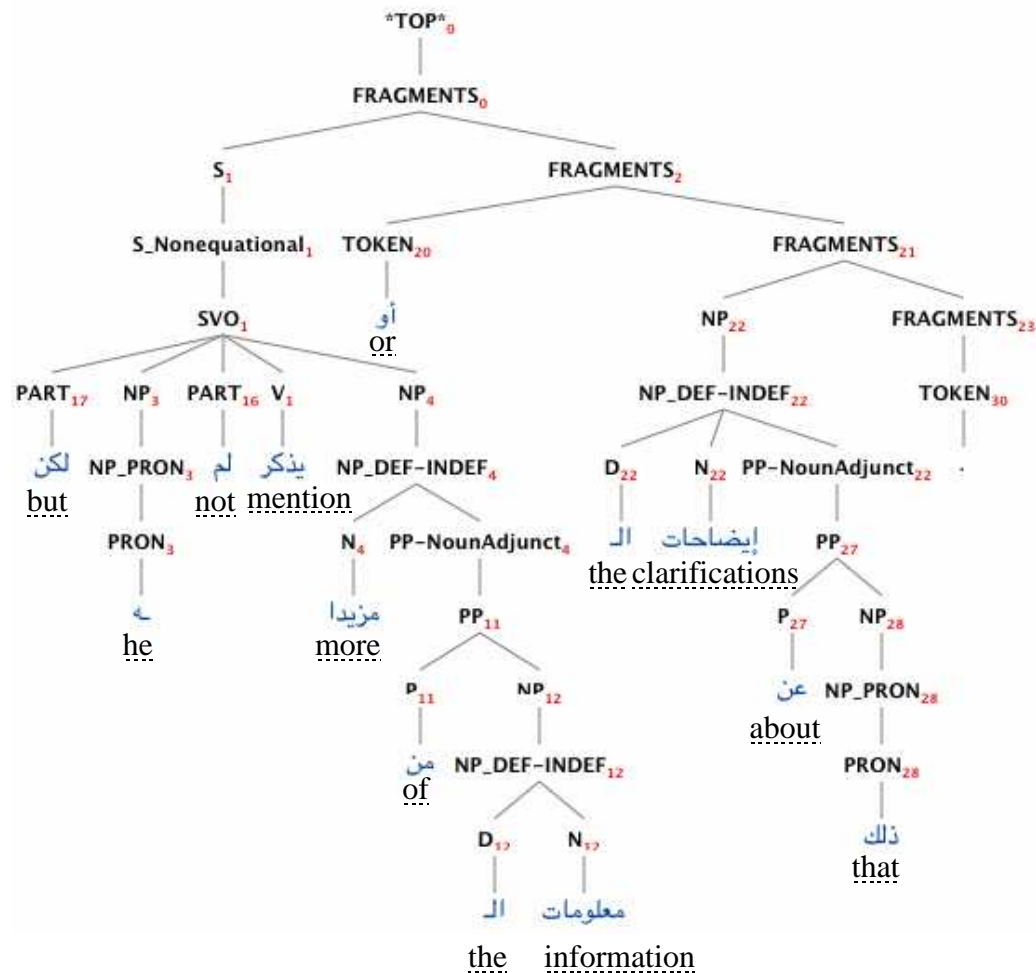 *TOP*0
FRAGMENTS0
S1 FRAGMENTS2
S_Nonequational1 TOKEN20 FRAGMENTS21
SVO1 أو NP22 FRAGMENTS23
or
PART17 NP3 PART16 V1 NP4 NP_DEF-INDEF22 TOKEN30
لكن NP_PRON3 لم يذكر NP_DEF-INDEF4 D22 N22 PP-NounAdjunct22 .
but not mention
PRON3 N4 PP-NounAdjunct4 الـ إيضاحات PP27
the clarifications
ـه مزيدا PP11 P27 NP28
he more
P11 NP12 عن NP_PRON28
about
من NP_DEF-INDEF12 PRON28
of
D12 N12 ذلك
that
الـ معلومات
the information